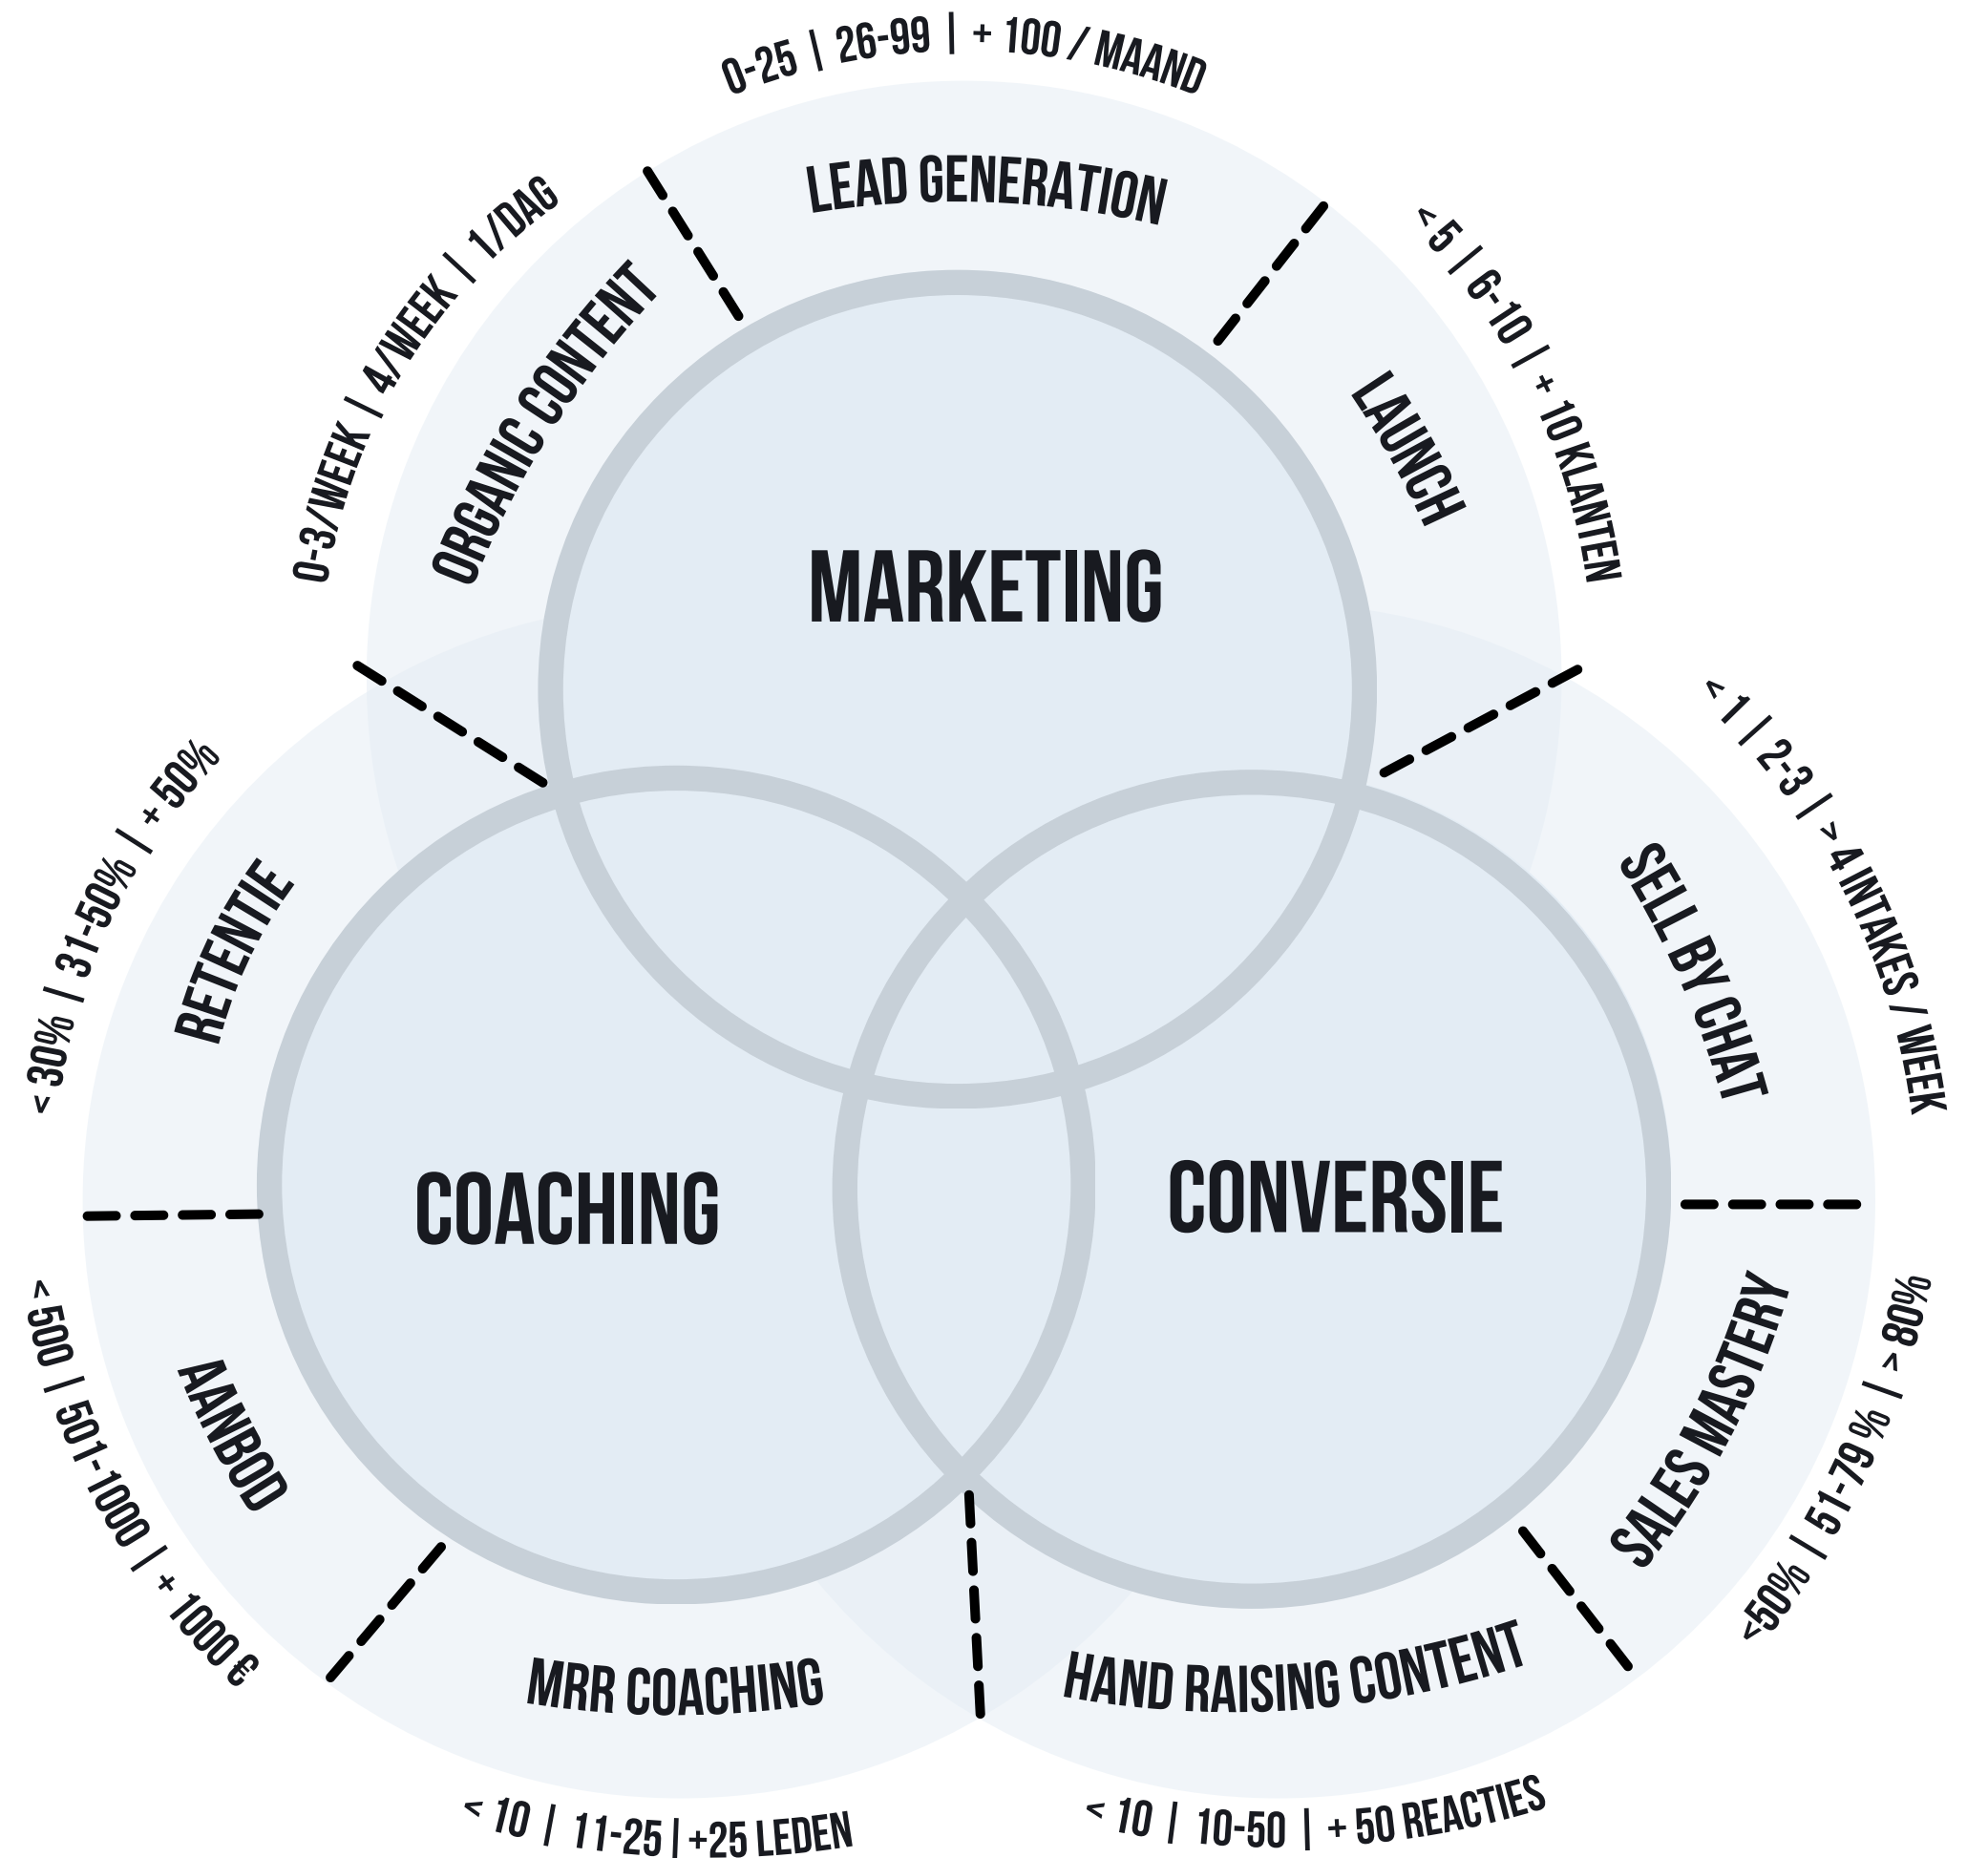 0-25 | 26-99 | + 100 / MAAND
LEAD GENERATION
0-3/WEEK | 4/WEEK | 1/DAG
ORGANIC CONTENT
<5 | 6-10 | + 10 KLANTEN
LAUNCH
MARKETING
< 30% | 31-50% | + 50%
RETENTIE
< 1 | 2-3 | > 4 INTAKES / WEEK
SELL BY CHAT
COACHING
CONVERSIE
< 500 | 501-1000 | + 1000€
AANBOD
<50% | 51-79 % | > 80%
SALES MASTERY
MRR COACHING
HAND RAISING CONTENT
< 10 | 11-25 | +25 LEDEN
< 10 | 10-50 | + 50 REACTIES